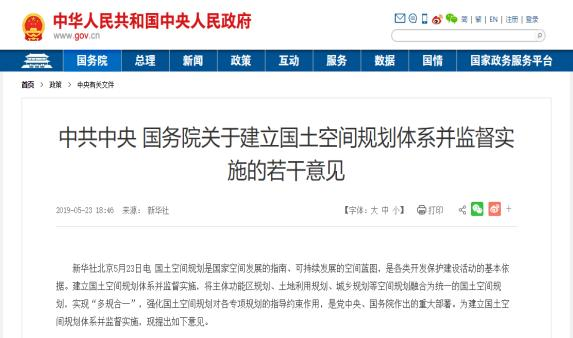 中华人民共和国中央人民政府
www.gov.cn
简 | 繁 | EN | 注册 | 登录
国务院 总理 新闻 政策 互动 服务 数据 国情 国家政务服务平台
首页 > 政策 > 中央有关文件
中共中央 国务院关于建立国土空间规划体系并监督实
施的若干意见
2019-05-23 18:46 来源： 新华社 【字体：大 中 小】 打印
新华社北京5月23日电 国土空间规划是国家空间发展的指南、可持续发展的空间蓝图，是各类开发保护建设活动的基本依
据。建立国土空间规划体系并监督实施，将主体功能区规划、土地利用规划、城乡规划等空间规划融合为统一的国土空间规
划，实现“多规合一”，强化国土空间规划对各专项规划的指导约束作用，是党中央、国务院作出的重大部署。为建立国土空
间规划体系并监督实施，现提出如下意见。